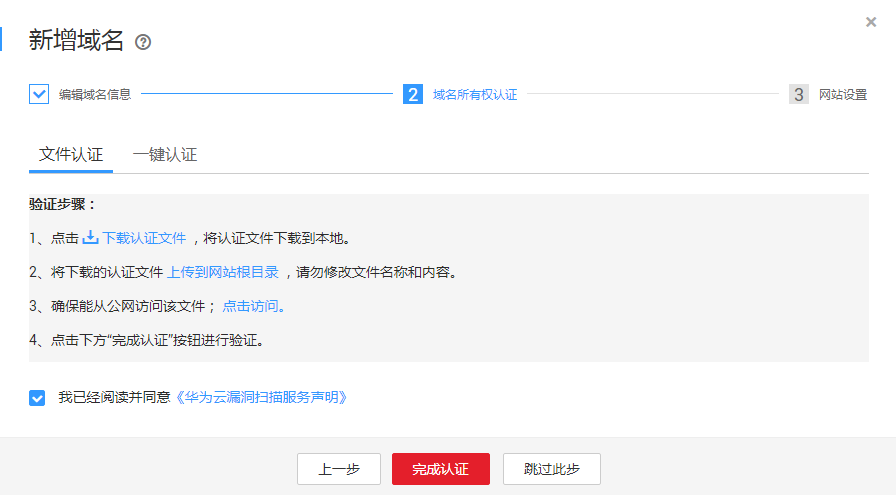 新增域名 ?
编辑域名信息 2 域名所有权认证 3 网站设置
文件认证 一键认证
验证步骤：
1、点击 下载认证文件 ，将认证文件下载到本地。
2、将下载的认证文件 上传到网站根目录 ，请勿修改文件名称和内容。
3、确保能从公网访问该文件； 点击访问。
4、点击下方“完成认证”按钮进行验证。
我已经阅读并同意《华为云漏洞扫描服务声明》
上一步 完成认证 跳过此步